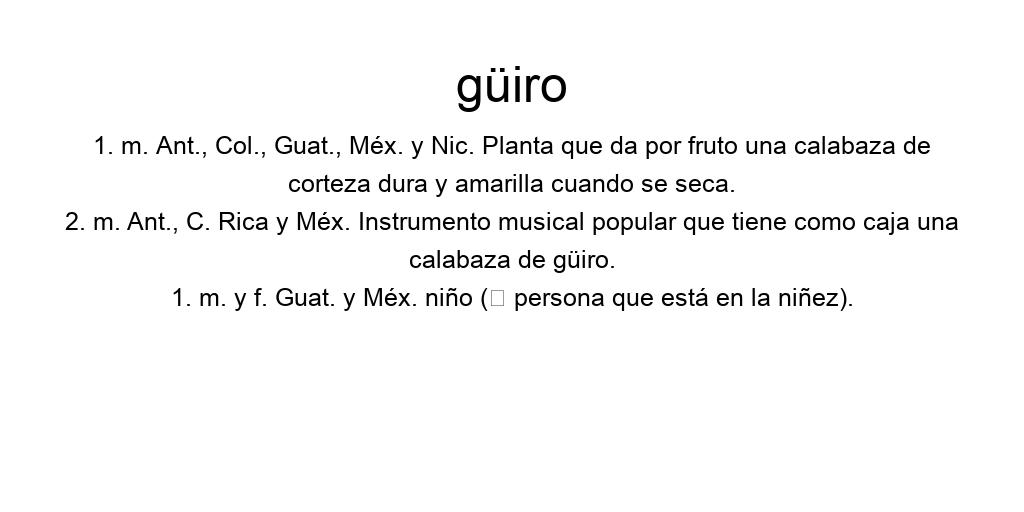 güiro
1. m. Ant., Col., Guat., Méx. y Nic. Planta que da por fruto una calabaza de
corteza dura y amarilla cuando se seca.
2. m. Ant., C. Rica y Méx. Instrumento musical popular que tiene como caja una
calabaza de güiro.
1. m. y f. Guat. y Méx. niño (□ persona que está en la niñez).